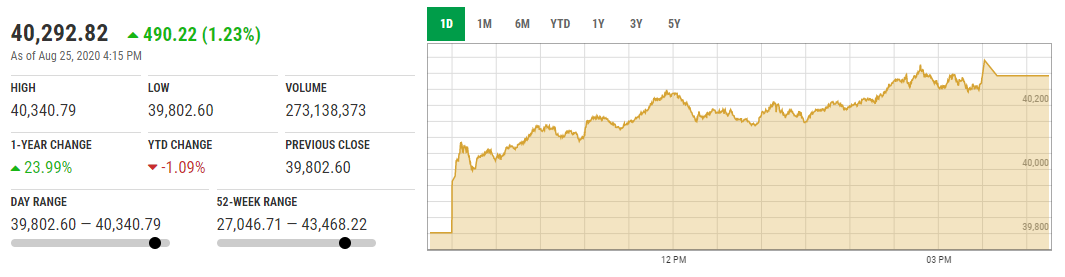 40,292.82 490.22 (1.23%)
As of Aug 25, 2020 4:15 PM
HIGH LOW VOLUME
40,340.79 39,802.60 273,138,373
1-YEAR CHANGE YTD CHANGE PREVIOUS CLOSE
23.99% -1.09% 39,802.60
DAY RANGE 52-WEEK RANGE
39,802.60 — 40,340.79 27,046.71 — 43,468.22
1D 1M 6M YTD 1Y 3Y 5Y
40,200
40,000
39,800
12 PM 03 PM